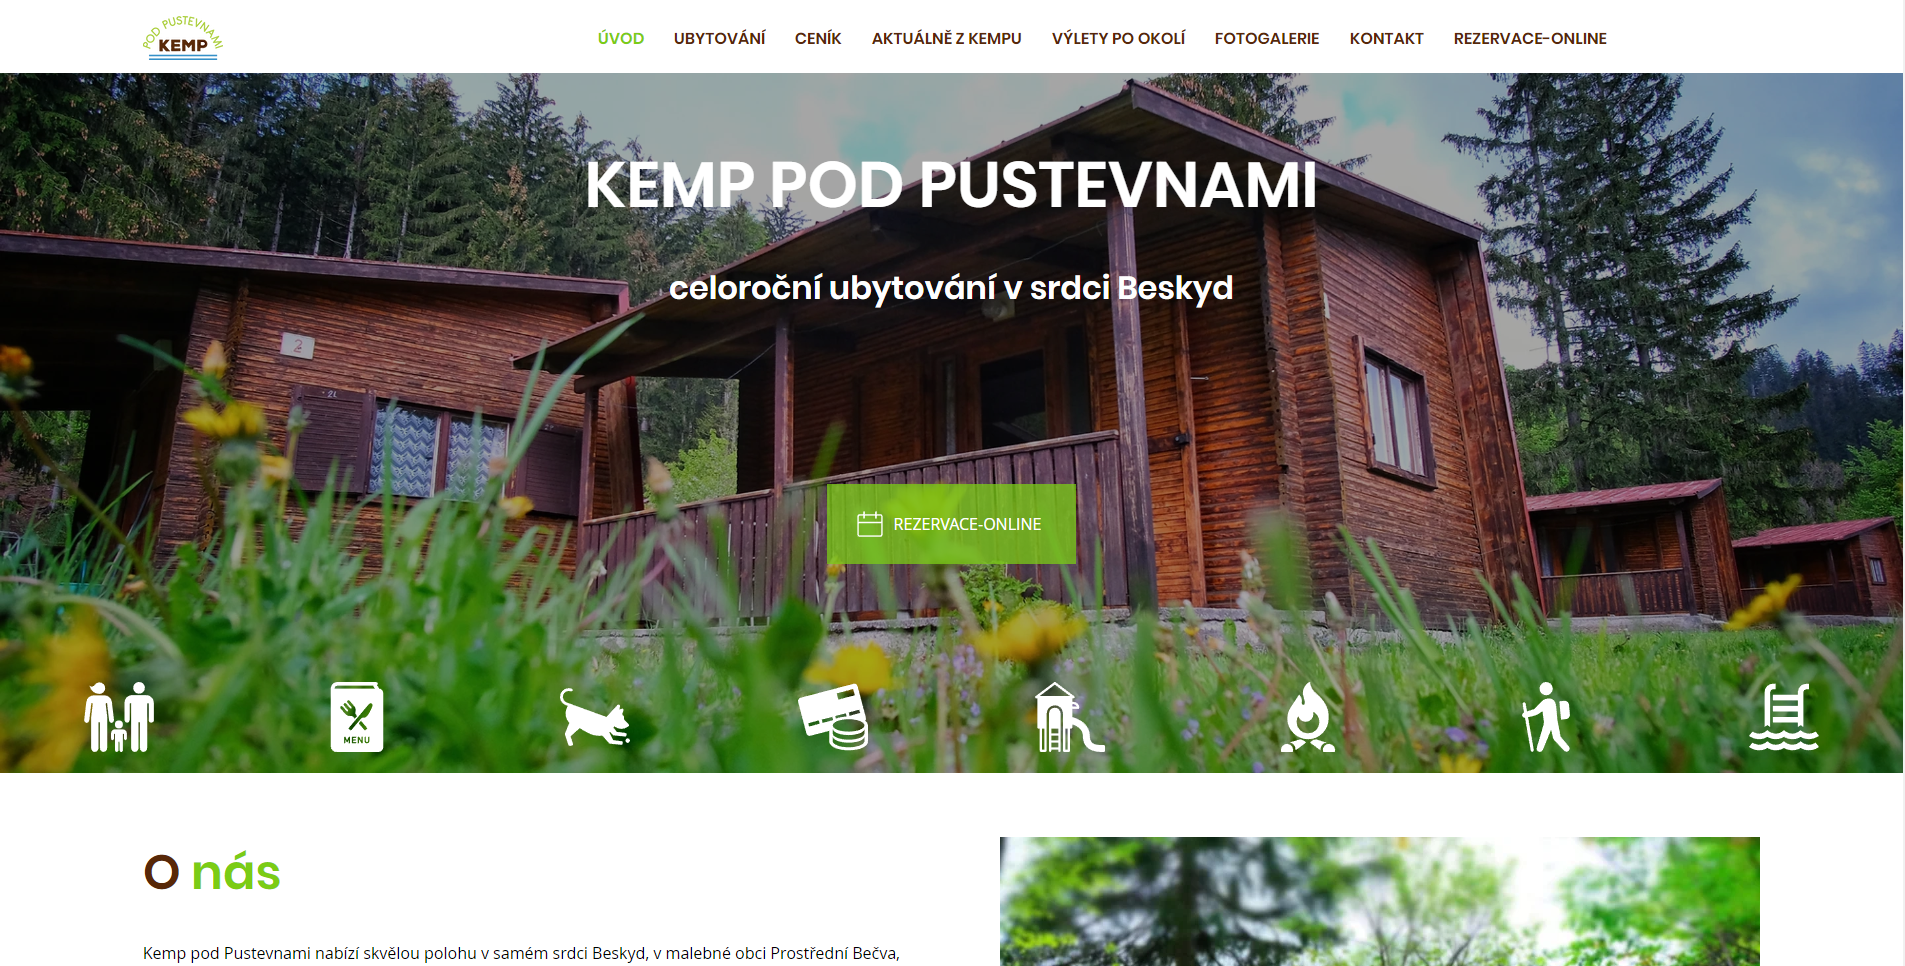 POD PUSTEVNAMI
KEMP
ÚVOD UBYTOVÁNÍ CENÍK AKTUÁLNĚ Z KEMPU VÝLETY PO OKOLÍ FOTOGALERIE KONTAKT REZERVACE-ONLINE
KEMP POD PUSTEVNAMI
celoroční ubytování v srdci Beskyd
2
REZERVACE-ONLINE
MENU
O nás
Kemp pod Pustevnami nabízí skvělou polohu v samém srdci Beskyd, v malebné obci Prostřední Bečva,